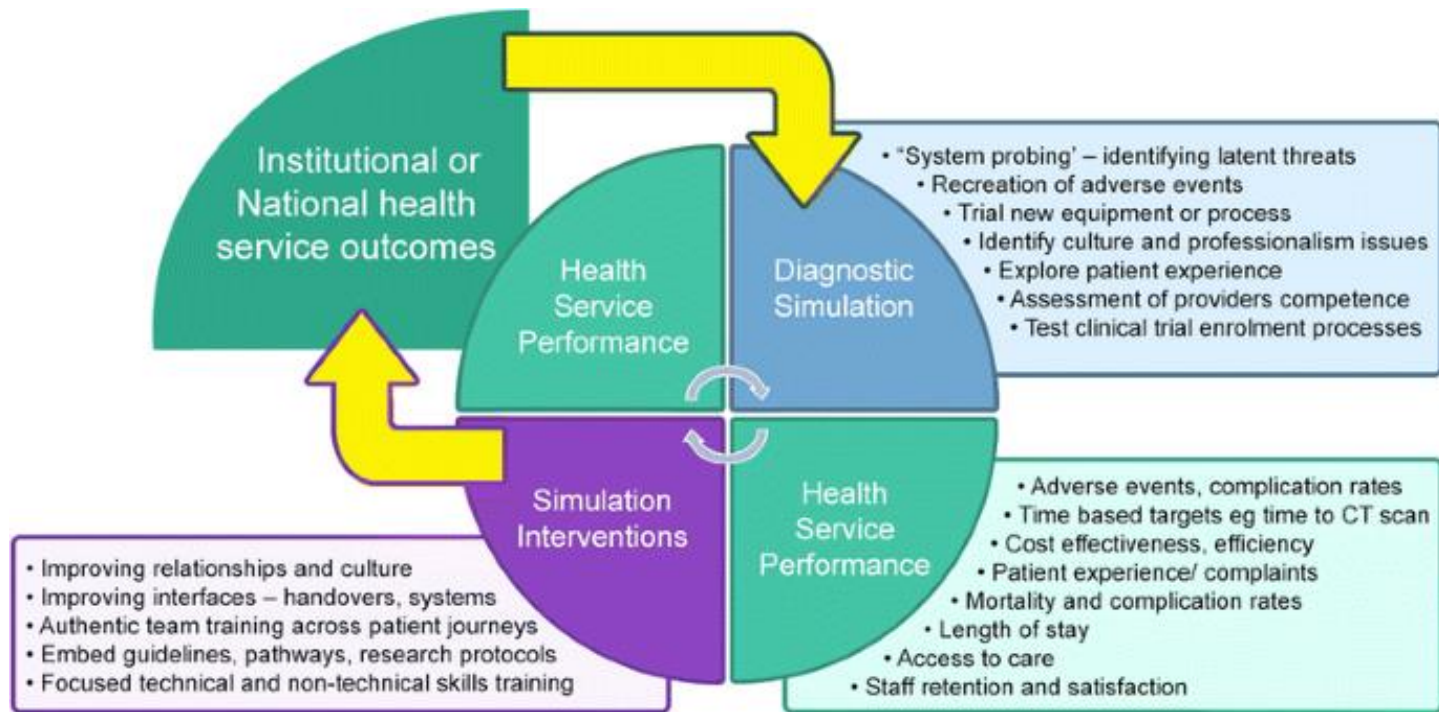 Institutional or
National health
service outcomes
Health
Service
Performance
Diagnostic
Simulation
• “System probing’ – identifying latent threats
• Recreation of adverse events
• Trial new equipment or process
• Identify culture and professionalism issues
• Explore patient experience
• Assessment of providers competence
• Test clinical trial enrolment processes
Simulation
Interventions
Health
Service
Performance
• Improving relationships and culture
• Improving interfaces – handovers, systems
• Authentic team training across patient journeys
• Embed guidelines, pathways, research protocols
• Focused technical and non-technical skills training
• Adverse events, complication rates
• Time based targets eg time to CT scan
• Cost effectiveness, efficiency
• Patient experience/ complaints
• Mortality and complication rates
• Length of stay
• Access to care
• Staff retention and satisfaction